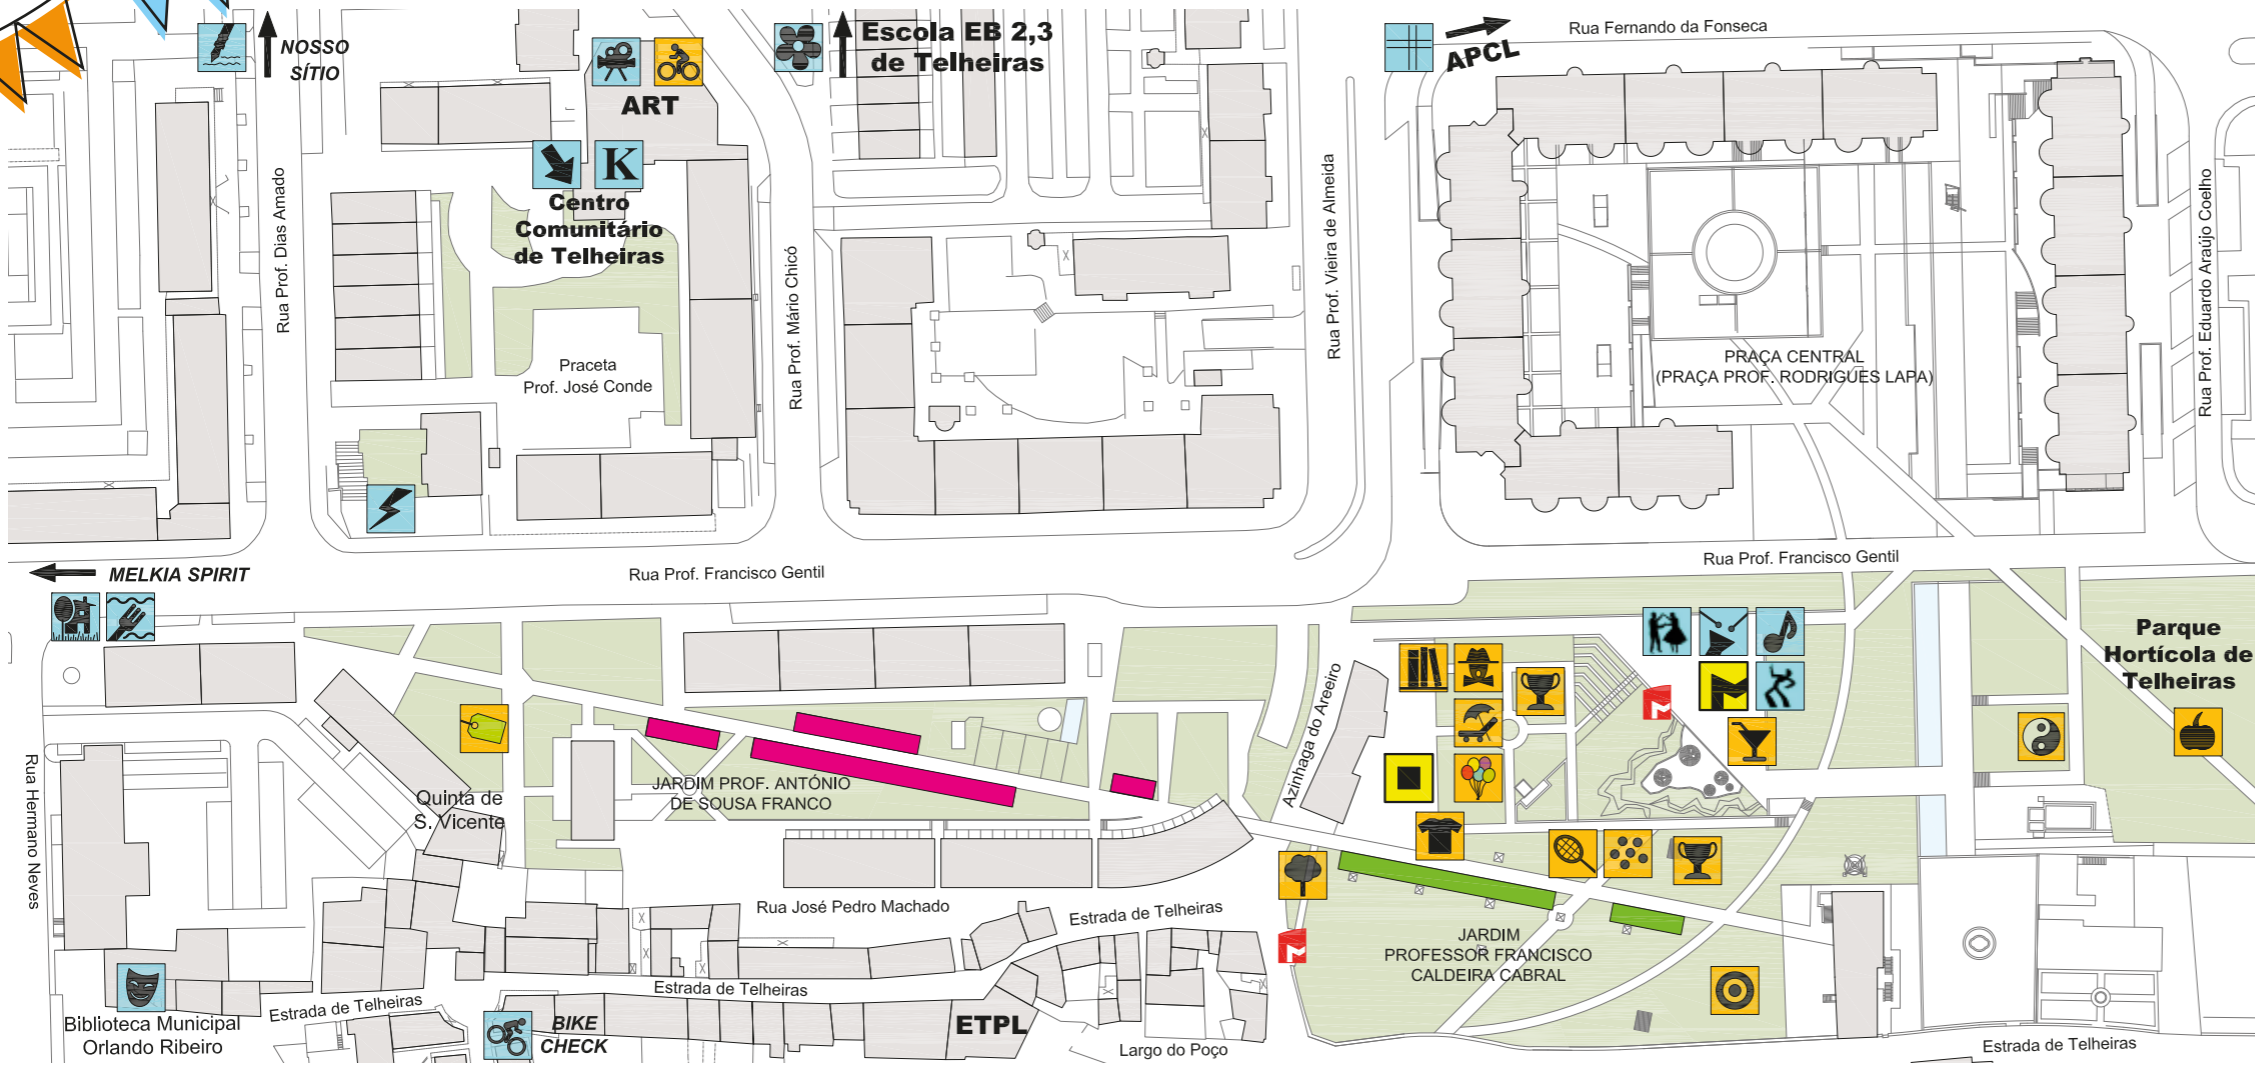 NOSSO
SÍTIO
ART
Escola EB 2,3
de Telheiras
APCL
Rua Fernando da Fonseca
K
Centro
Comunitário
de Telheiras
Rua Prof. Dias Amado
Rua Prof. Mário Chicó
Rua Prof. Vieira de Almeida
Rua Prof. Eduardo Araújo Coelho
Praceta
Prof. José Conde
PRAÇA CENTRAL
(PRAÇA PROF. RODRIGUES LAPA)
MELKIA SPIRIT
Rua Prof. Francisco Gentil
Rua Prof. Francisco Gentil
Parque
Hortícola de
Telheiras
Azinhaga do Areeiro
Rua Hermano Neves
Quinta de
S. Vicente
JARDIM PROF. ANTÓNIO
DE SOUSA FRANCO
Rua José Pedro Machado
Estrada de Telheiras
JARDIM
PROFESSOR FRANCISCO
CALDEIRA CABRAL
Estrada de Telheiras
Estrada de Telheiras
Biblioteca Municipal
Orlando Ribeiro
BIKE
CHECK
ETPL
Largo do Poço
Estrada de Telheiras